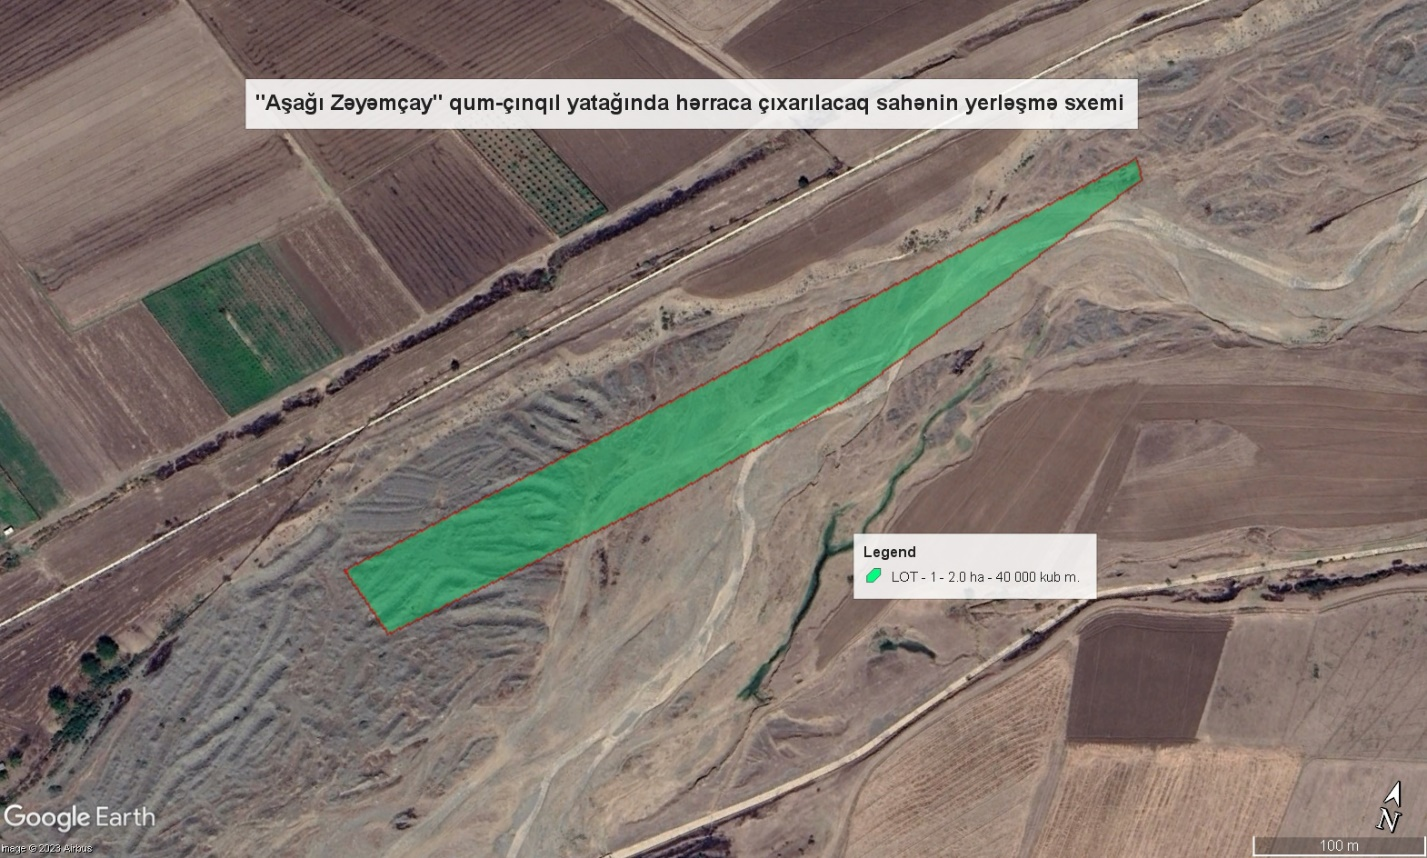 "Aşağı Zəyəmçay" qum-çınqıl yatağında hərraca çıxarılacaq sahənin yerləşmə sxemi
Legend
LOT - 1 - 2.0 ha - 40 000 kub m.
Google Earth
Image © 2023 Airbus
N
100 m